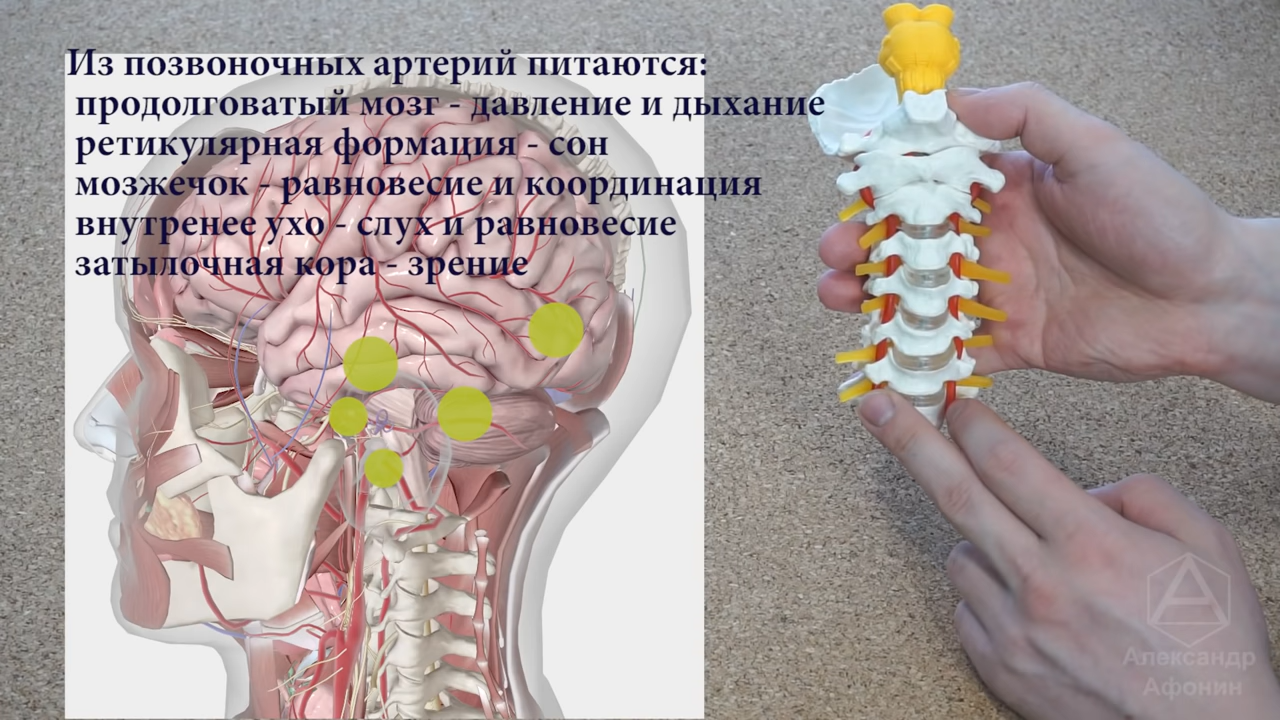 Из позвоночных артерий питаются:
продолговатый мозг - давление и дыхание
ретикулярная формация - сон
мозжечок - равновесие и координация
внутренее ухо - слух и равновесие
затылочная кора - зрение
Александр
Афонин